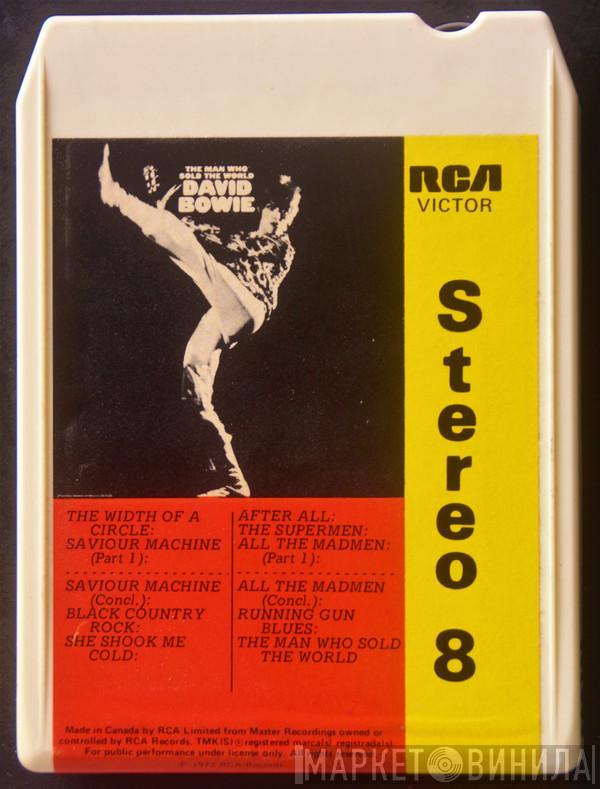 THE MAN WHO
SOLD THE WORLD
DAVID
BOWIE
RCA
VICTOR
Stereo 8
THE WIDTH OF A
CIRCLE:
SAVIOUR MACHINE
(Part 1):
SAVIOUR MACHINE
(Concl.):
BLACK COUNTRY
ROCK:
SHE SHOOK ME
COLD:
AFTER ALL:
THE SUPERMEN:
ALL THE MADMEN:
(Part 1):
ALL THE MADMEN
(Concl.):
RUNNING GUN
BLUES:
THE MAN WHO SOLD
THE WORLD
Made in Canada by RCA Limited from Master Recordings owned or
controlled by RCA Records. TMK(S) ® registered marca(s) registrada(s)
For public performance under license only. All rights
RCA Records
МАРКЕТ ВИНИЛА